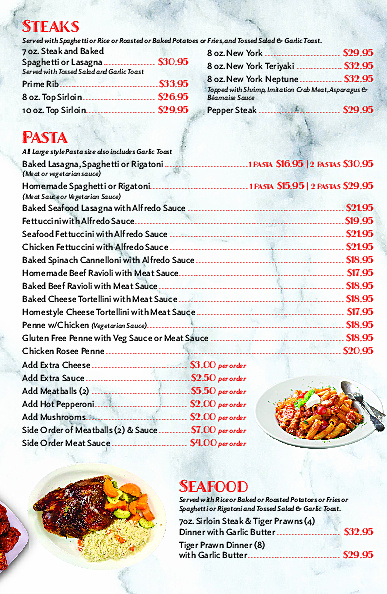 STEAKS
Served with Spaghetti or Rice or Roasted or Baked Potatoes or Fries, and Tossed Salad & Garlic Toast.
7 oz. Steak and Baked
Spaghetti or Lasagna $30.95
Served with Tossed Salad and Garlic Toast
Prime Rib $33.95
8 oz. Top Sirloin $26.95
10 oz. Top Sirloin $29.95
8 oz. New York $29.95
8 oz. New York Teriyaki $32.95
8 oz. New York Neptune $32.95
Topped with Shrimp, Imitation Crab Meat, Asparagus &
Bearnaise Sauce
Pepper Steak $29.95
PASTA
All Large style Pasta size also includes Garlic Toast
Baked Lasagna, Spaghetti or Rigatoni 1 PASTA $16.95 | 2 PASTAS $30.95
(Meat or vegetarian sauce)
Homemade Spaghetti or Rigatoni 1 PASTA $15.95 | 2 PASTAS $29.95
(Meat Sauce or Vegetarian Sauce)
Baked Seafood Lasagna with Alfredo Sauce $21.95
Fettuccini with Alfredo Sauce $19.95
Seafood Fettuccini with Alfredo Sauce $21.95
Chicken Fettuccini with Alfredo Sauce $21.95
Baked Spinach Cannelloni with Alfredo Sauce $18.95
Homemade Beef Ravioli with Meat Sauce $17.95
Baked Beef Ravioli with Meat Sauce $18.95
Baked Cheese Tortellini with Meat Sauce $18.95
Homestyle Cheese Tortellini with Meat Sauce $17.95
Penne w/Chicken (Vegetarian Sauce) $18.95
Gluten Free Penne with Veg Sauce or Meat Sauce $18.95
Chicken Rosee Penne $20.95
Add Extra Cheese $3.00 per order
Add Extra Sauce $2.50 per order
Add Meatballs (2) $5.50 per order
Add Hot Pepperoni $2.00 per order
Add Mushrooms $2.00 per order
Side Order of Meatballs (2) & Sauce $7.00 per order
Side Order Meat Sauce $4.00 per order
SEAFOOD
Served with Rice or Baked or Roasted Potatoes or Fries or
Spaghetti or Rigatoni and Tossed Salad & Garlic Toast.
7oz. Sirloin Steak & Tiger Prawns (4)
Dinner with Garlic Butter $32.95
Tiger Prawn Dinner (8)
with Garlic Butter $29.95